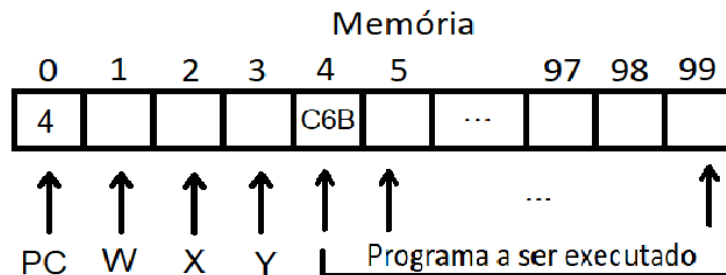 Memória
0 1 2 3 4 5 97 98 99
4 C6B ...
...
PC W X Y Programa a ser executado